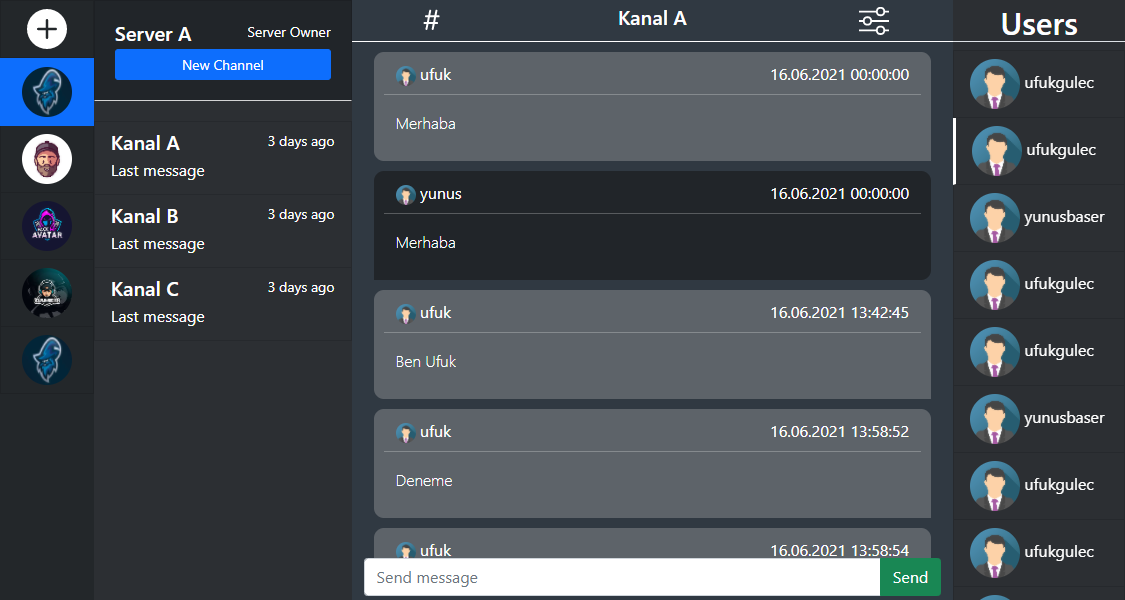 Server A
Server Owner
New Channel
Kanal A
3 days ago
Last message
Kanal B
3 days ago
Last message
Kanal C
3 days ago
Last message
#
Kanal A
ufuk
16.06.2021 00:00:00
Merhaba
yunus
16.06.2021 00:00:00
Merhaba
ufuk
16.06.2021 13:42:45
Ben Ufuk
ufuk
16.06.2021 13:58:52
Deneme
ufuk
16.06.2021 13:58:54
Send message
Send
Users
ufukgulec
ufukgulec
yunusbaser
ufukgulec
ufukgulec
yunusbaser
ufukgulec
ufukgulec
AVATAR